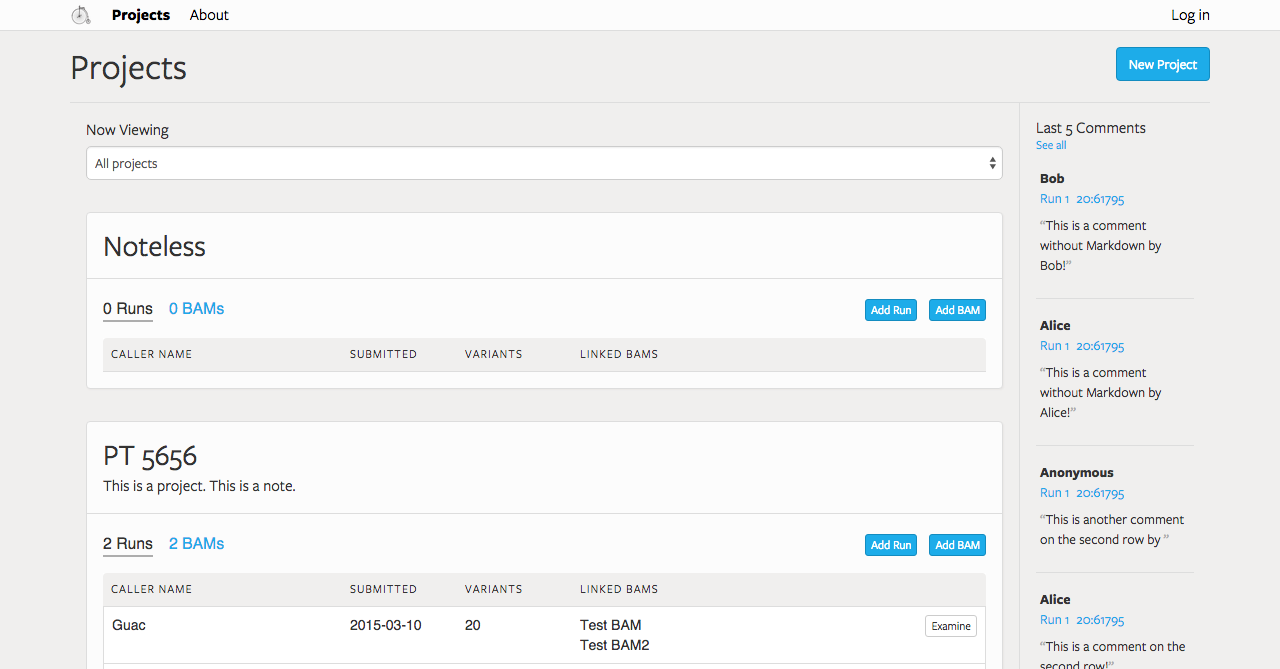 Projects About Log in
Projects
New Project
Now Viewing
All projects
Noteless
0 Runs 0 BAMs Add Run Add BAM
CALLER NAME SUBMITTED VARIANTS LINKED BAMS
PT 5656
This is a project. This is a note.
2 Runs 2 BAMs Add Run Add BAM
CALLER NAME SUBMITTED VARIANTS LINKED BAMS
Guac 2015-03-10 20 Test BAM Examine
Test BAM2
Last 5 Comments
See all
Bob
Run 1 20:61795
“This is a comment
without Markdown by
Bob!”
Alice
Run 1 20:61795
“This is a comment
without Markdown by
Alice!”
Anonymous
Run 1 20:61795
“This is another comment
on the second row by ”
Alice
Run 1 20:61795
“This is a comment on the
second row!”